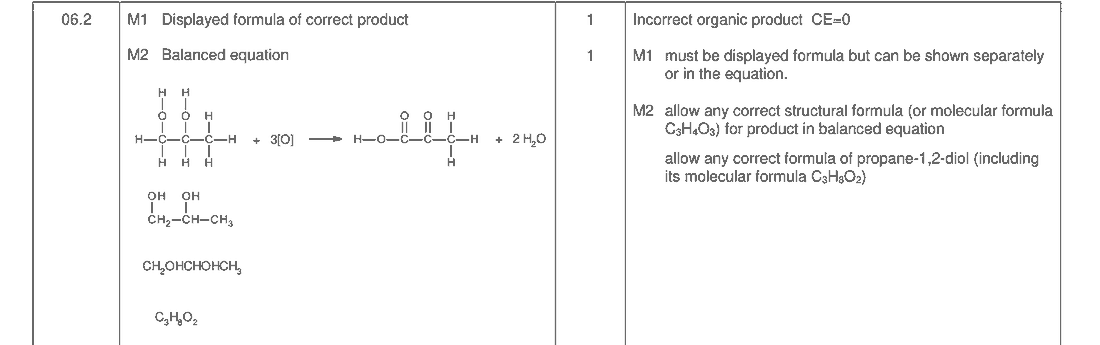 06.2 M1 Displayed formula of correct product 1 Incorrect organic product CE=0
M2 Balanced equation 1 M1 must be displayed formula but can be shown separately
or in the equation.
H H
O O H O O H
H–C–C–C–H + 3[O] ⟶ H–O–C–C–C–H + 2 H₂O
H H H H
M2 allow any correct structural formula (or molecular formula
C₃H₄O₃) for product in balanced equation
allow any correct formula of propane-1,2-diol (including
its molecular formula C₃H₈O₂)
OH OH
CH₂–CH–CH₃
CH₂OHCHOHCH₃
C₃H₈O₂